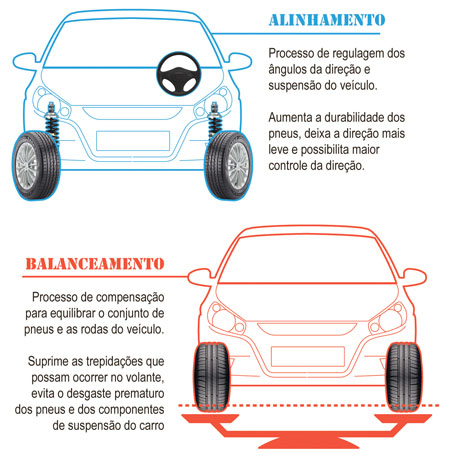 ALINHAMENTO
Processo de regulagem dos
ângulos da direção e
suspensão do veículo.
Aumenta a durabilidade dos
pneus, deixa a direção mais
leve e possibilita maior
controle da direção.
BALANCEAMENTO
Processo de compensação
para equilibrar o conjunto de
pneus e as rodas do veículo.
Suprime as trepidações que
possam ocorrer no volante,
evita o desgaste prematuro
dos pneus e dos componentes
de suspensão do carro